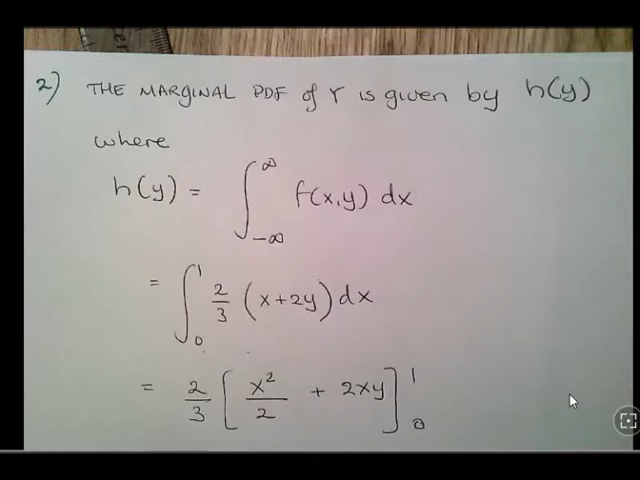 2) THE MARGINAL PDF of Y is given by h(y)
where
h(y) = ∫_{-∞}^{∞} f(x,y) dx
= ∫_0^1 2/3 (x+2y) dx
= 2/3 [x²/2 + 2xy]_0^1